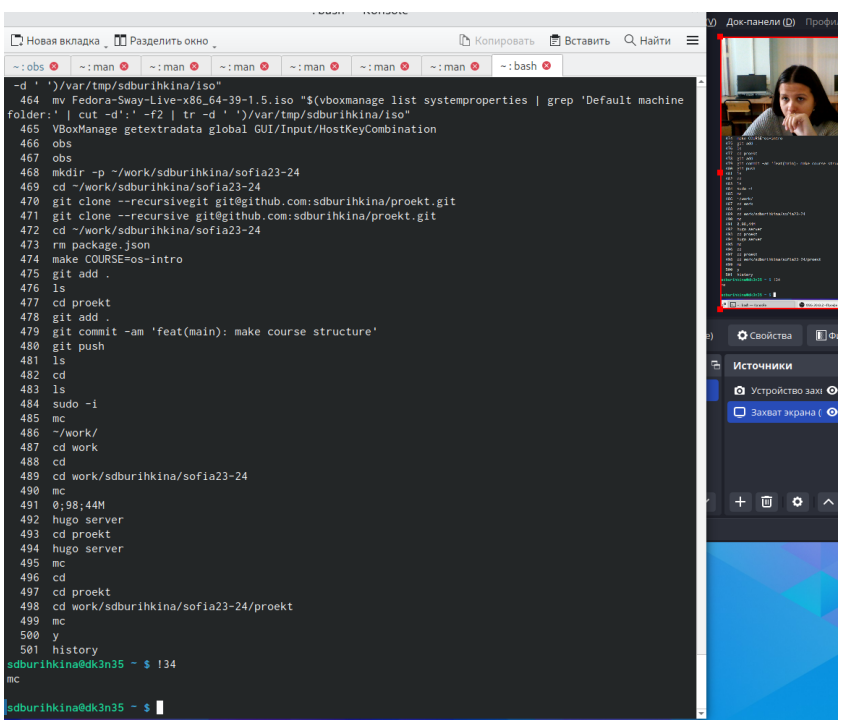 : bash — Konsole
Новая вкладка
Разделить окно
Копировать
Вставить
Найти
~ : obs
~ : man
~ : man
~ : man
~ : man
~ : man
~ : man
~ : bash
-d ' ')/var/tmp/sdburihkina/iso"
464 mv Fedora-Sway-Live-x86_64-39-1.5.iso "$(vboxmanage list systemproperties | grep 'Default machine
folder:' | cut -d':' -f2 | tr -d ' ')/var/tmp/sdburihkina/iso"
465 VBoxManage getextradata global GUI/Input/HostKeyCombination
466 obs
467 obs
468 mkdir -p ~/work/sdburihkina/sofia23-24
469 cd ~/work/sdburihkina/sofia23-24
470 git clone --recursivegit git@github.com:sdburihkina/proekt.git
471 git clone --recursive git@github.com:sdburihkina/proekt.git
472 cd ~/work/sdburihkina/sofia23-24
473 rm package.json
474 make COURSE=os-intro
475 git add .
476 ls
477 cd proekt
478 git add .
479 git commit -am 'feat(main): make course structure'
480 git push
481 ls
482 cd
483 ls
484 sudo -i
485 mc
486 ~/work/
487 cd work
488 cd
489 cd work/sdburihkina/sofia23-24
490 mc
491 0;98;44M
492 hugo server
493 cd proekt
494 hugo server
495 mc
496 cd
497 cd proekt
498 cd work/sdburihkina/sofia23-24/proekt
499 mc
500 y
501 history
sdburihkina@dk3n35 ~ $ !34
mc
sdburihkina@dk3n35 ~ $
(V)
Док-панели (D)
Профи
Свойства
Источники
Устройство захв
Захват экрана (